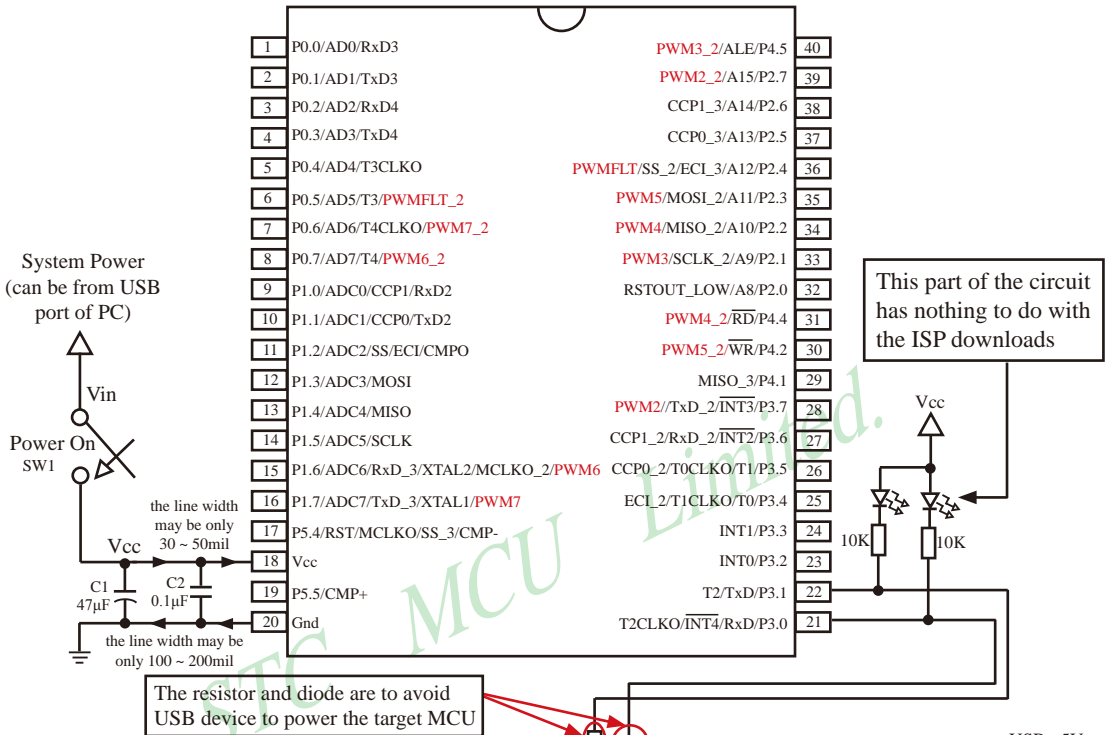 1 P0.0/AD0/RxD3
2 P0.1/AD1/TxD3
3 P0.2/AD2/RxD4
4 P0.3/AD3/TxD4
5 P0.4/AD4/T3CLKO
6 P0.5/AD5/T3/PWMFLT_2
7 P0.6/AD6/T4CLKO/PWM7_2
8 P0.7/AD7/T4/PWM6_2
9 P1.0/ADC0/CCP1/RxD2
10 P1.1/ADC1/CCP0/TxD2
11 P1.2/ADC2/SS/ECI/CMPO
12 P1.3/ADC3/MOSI
13 P1.4/ADC4/MISO
14 P1.5/ADC5/SCLK
15 P1.6/ADC6/RxD_3/XTAL2/MCLKO_2/PWM6
16 P1.7/ADC7/TxD_3/XTAL1/PWM7
17 P5.4/RST/MCLKO/SS_3/CMP-
18 Vcc
19 P5.5/CMP+
20 Gnd
PWM3_2/ALE/P4.5 40
PWM2_2/A15/P2.7 39
CCP1_3/A14/P2.6 38
CCP0_3/A13/P2.5 37
PWMFLT/SS_2/ECI_3/A12/P2.4 36
PWM5/MOSI_2/A11/P2.3 35
PWM4/MISO_2/A10/P2.2 34
PWM3/SCLK_2/A9/P2.1 33
RSTOUT_LOW/A8/P2.0 32
PWM4_2/RD/P4.4 31
PWM5_2/WR/P4.2 30
MISO_3/P4.1 29
PWM2//TxD_2/INT3/P3.7 28
CCP1_2/RxD_2/INT2/P3.6 27
CCP0_2/T0CLKO/T1/P3.5 26
ECI_2/T1CLKO/T0/P3.4 25
INT1/P3.3 24
INT0/P3.2 23
T2/TxD/P3.1 22
T2CLKO/INT4/RxD/P3.0 21
System Power
(can be from USB
port of PC)
Vin
Power On
SW1
the line width
may be only
30 ~ 50mil
Vcc
C1
47μF
C2
0.1μF
the line width may be
only 100 ~ 200mil
This part of the circuit
has nothing to do with
the ISP downloads
Vcc
10K
10K
STC MCU Limited.
The resistor and diode are to avoid
USB device to power the target MCU